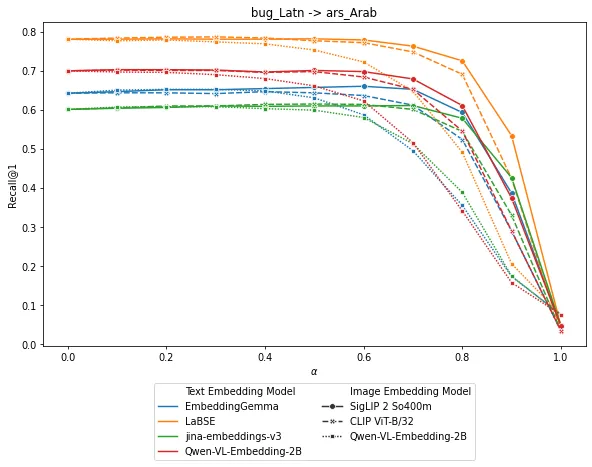 bug_Latn -> ars_Arab
Recall@1
0.8
0.7
0.6
0.5
0.4
0.3
0.2
0.1
0.0
0.0 0.2 0.4 0.6 0.8 1.0
α
Text Embedding Model Image Embedding Model
EmbeddingGemma SigLIP 2 So400m
LaBSE CLIP ViT-B/32
jina-embeddings-v3 Qwen-VL-Embedding-2B
Qwen-VL-Embedding-2B